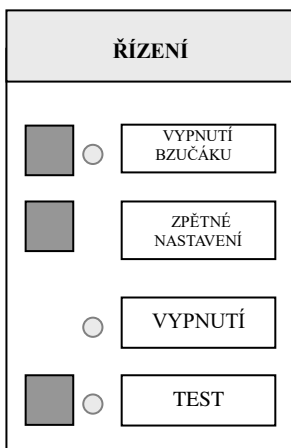 ŘÍZENÍ
VYPNUTÍ
BZUČÁKU
ZPĚTNÉ
NASTAVENÍ
VYPNUTÍ
TEST